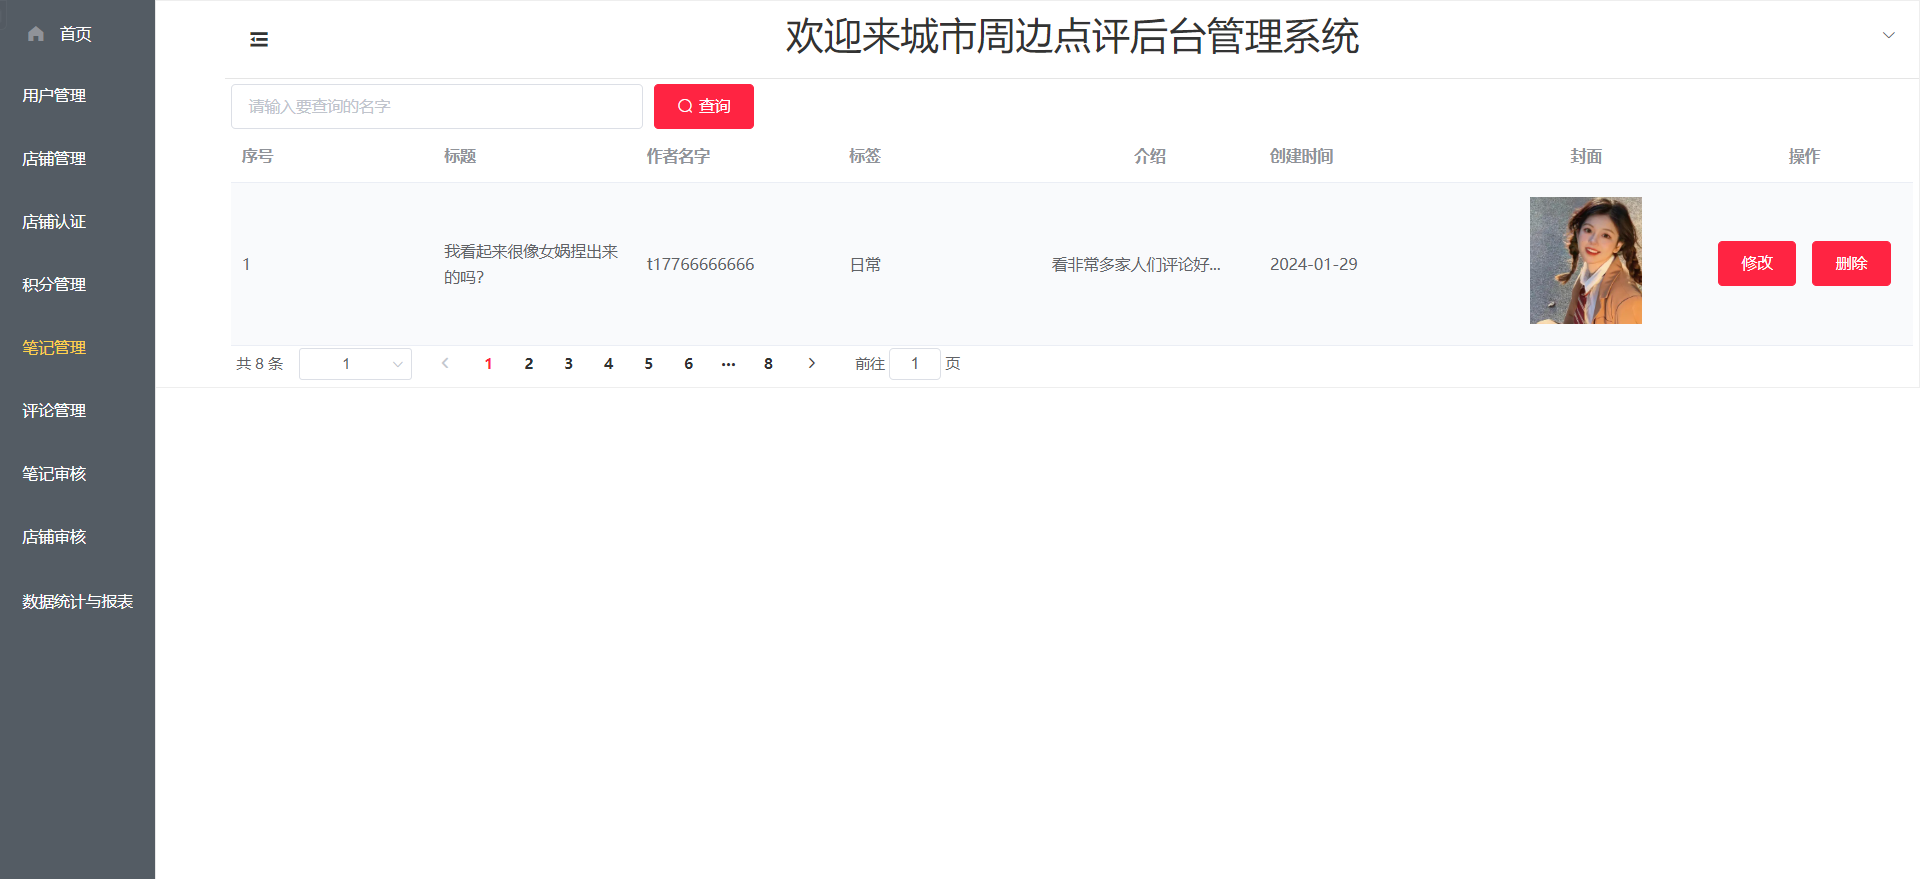 首页
用户管理
店铺管理
店铺认证
积分管理
笔记管理
评论管理
笔记审核
店铺审核
数据统计与报表
欢迎来城市周边点评后台管理系统
请输入要查询的名字 查询
序号 标题 作者名字 标签 介绍 创建时间 封面 操作
1 我看起来很像女娲捏出来的吗? t17766666666 日常 看非常多家人们评论好... 2024-01-29 修改 删除
共 8 条 1 1 2 3 4 5 6 ... 8 前往 1 页